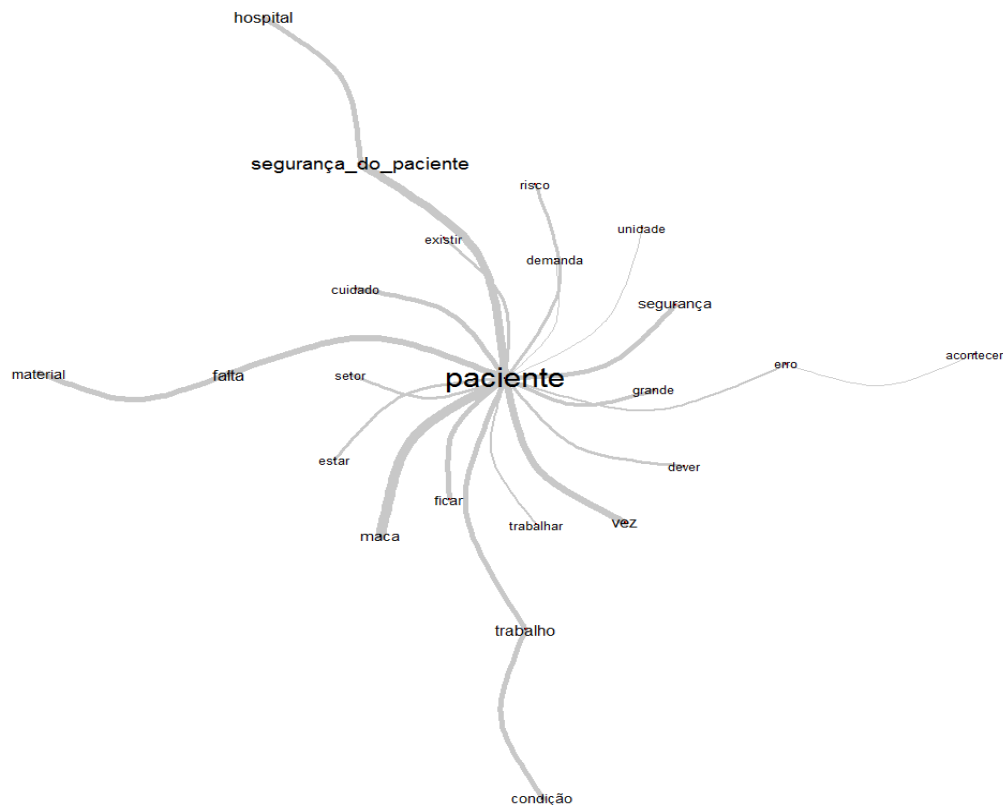 hospital
segurança_do_paciente
risco
unidade
existir
demanda
cuidado
segurança
acontecer
erro
material
falta
setor
paciente
grande
estar
dever
ficar
vez
trabalhar
maca
trabalho
condição